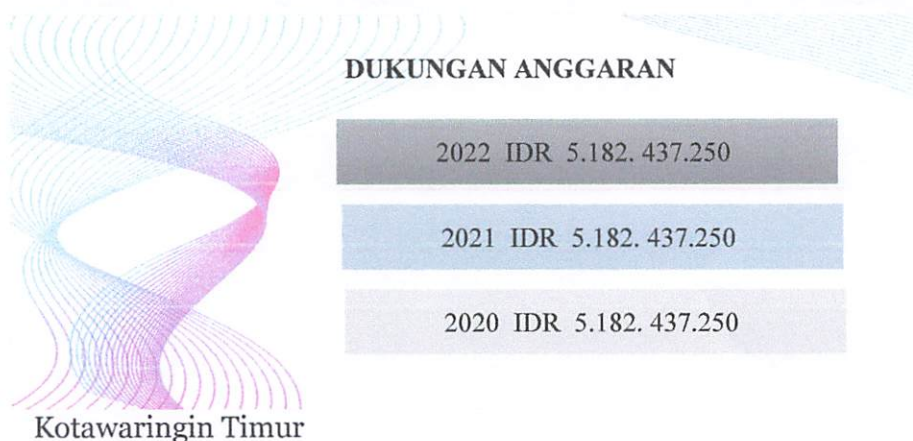 DUKUNGAN ANGGARAN
2022 IDR 5.182. 437.250
2021 IDR 5.182. 437.250
2020 IDR 5.182. 437.250
Kotawaringin Timur